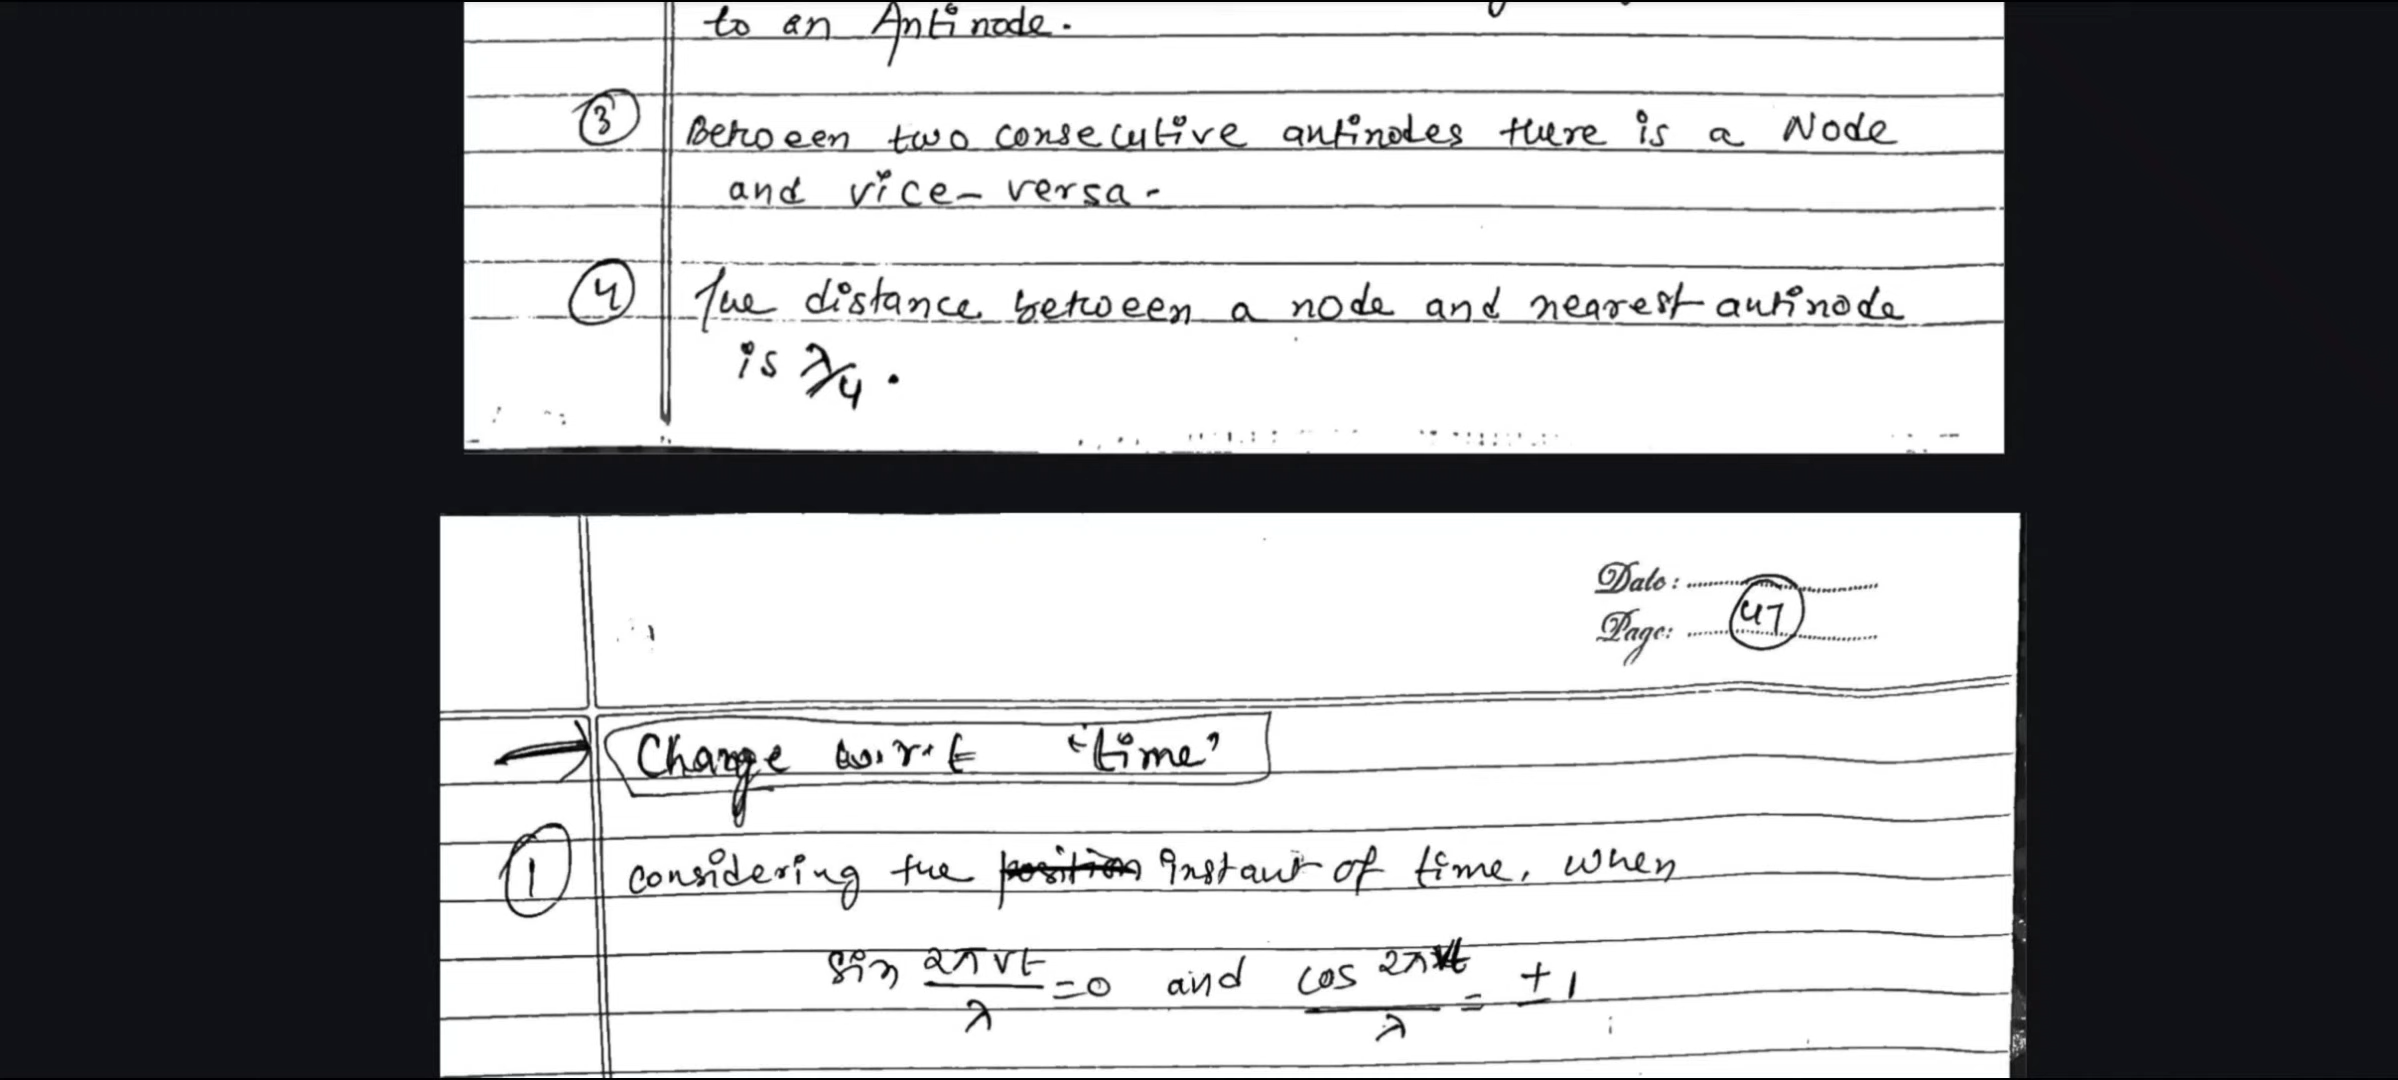 to an Antinode.
③ Between two consecutive antinodes there is a Node
and vice-versa.
④ The distance between a node and nearest antinode
is λ/4.
Date:
Page: 47
→ Change w.r.t "time"
① considering the position instant of time, when
sin 2πvt/λ = 0 and cos 2πvt/λ = ±1